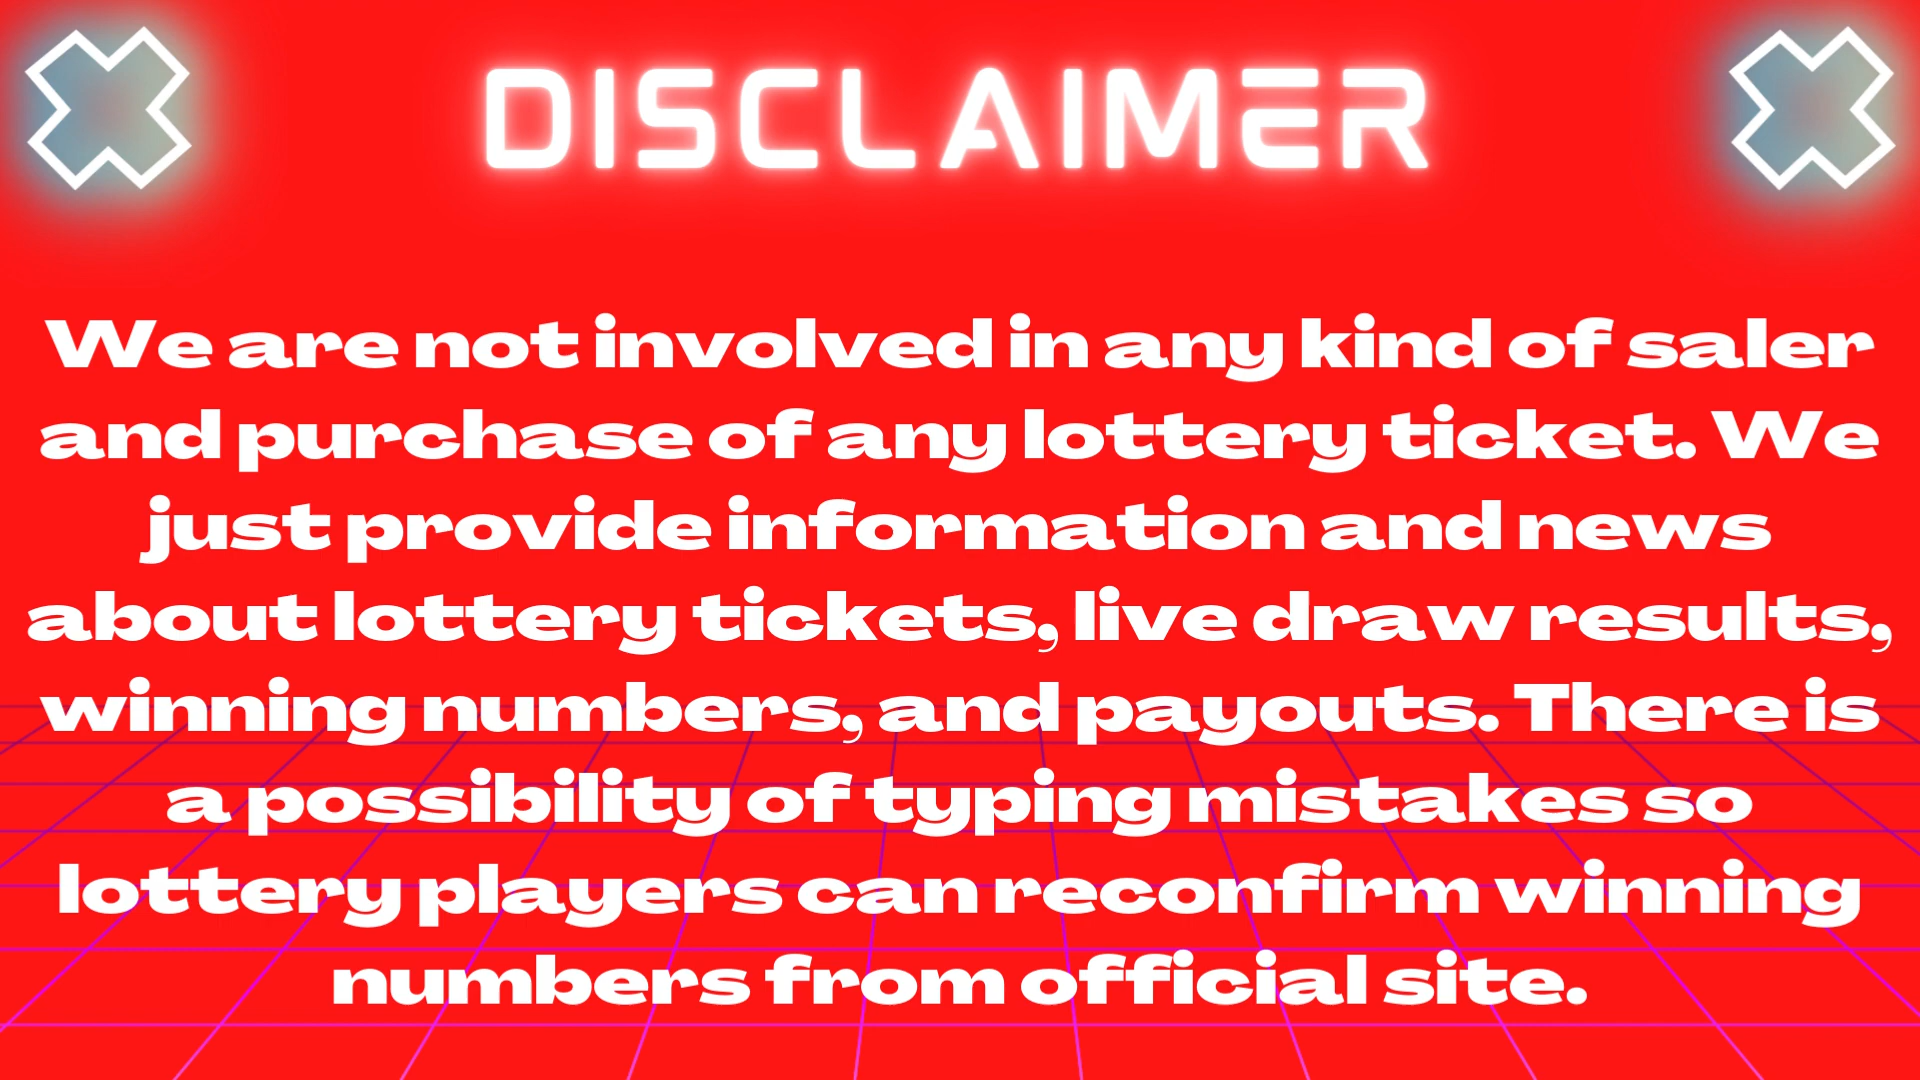 DISCLAIMER
We are not involved in any kind of saler
and purchase of any lottery ticket. We
just provide information and news
about lottery tickets, live draw results,
winning numbers, and payouts. There is
a possibility of typing mistakes so
lottery players can reconfirm winning
numbers from official site.